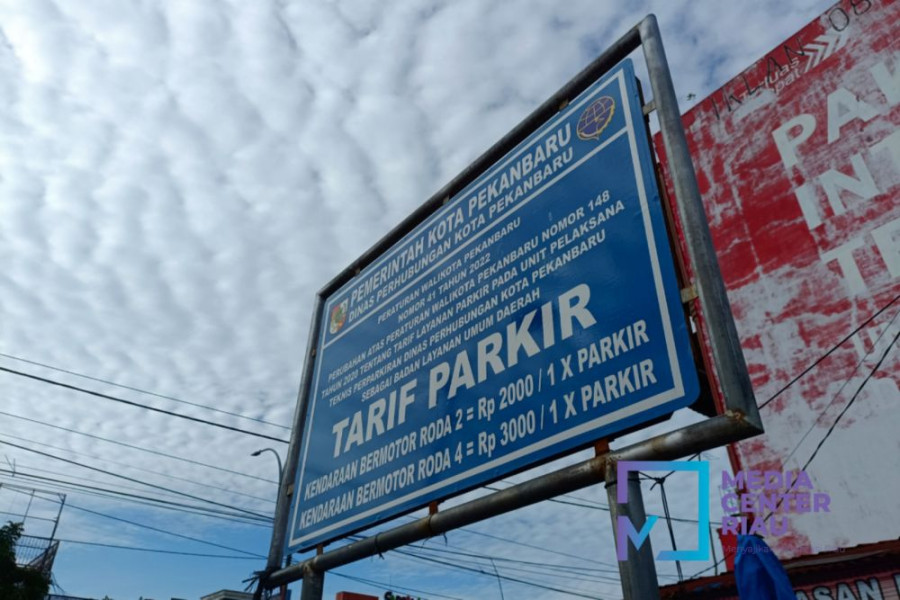 PEMERINTAH KOTA PEKANBARU
DINAS PERHUBUNGAN KOTA PEKANBARU
PERATURAN WALIKOTA PEKANBARU
NOMOR 41 TAHUN 2022
PERUBAHAN ATAS PERATURAN WALIKOTA PEKANBARU NOMOR 148
TAHUN 2020 TENTANG TARIF LAYANAN PARKIR PADA UNIT PELAKSANA
TEKNIS PERPARKIRAN DINAS PERHUBUNGAN KOTA PEKANBARU
SEBAGAI BADAN LAYANAN UMUM DAERAH
TARIF PARKIR
KENDARAAN BERMOTOR RODA 2 = Rp 2000 / 1 X PARKIR
KENDARAAN BERMOTOR RODA 4 = Rp 3000 / 1 X PARKIR
IKLAN 08
MEDIA
CENTER
RIAU